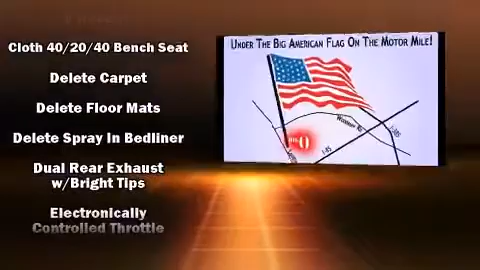 Cloth 40/20/40 Bench Seat
Delete Carpet
Delete Floor Mats
Delete Spray In Bedliner
Dual Rear Exhaust
w/Bright Tips
Electronically
Controlled Throttle
UNDER THE BIG AMERICAN FLAG ON THE MOTOR MILE!
I-85